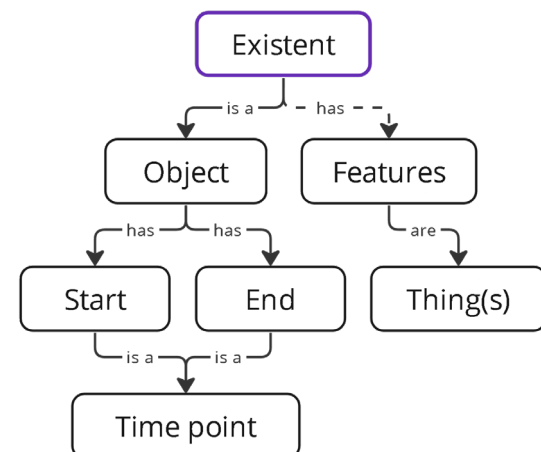 Existent
is a
has
Object
Features
has
has
are
Start
End
Thing(s)
is a
is a
Time point